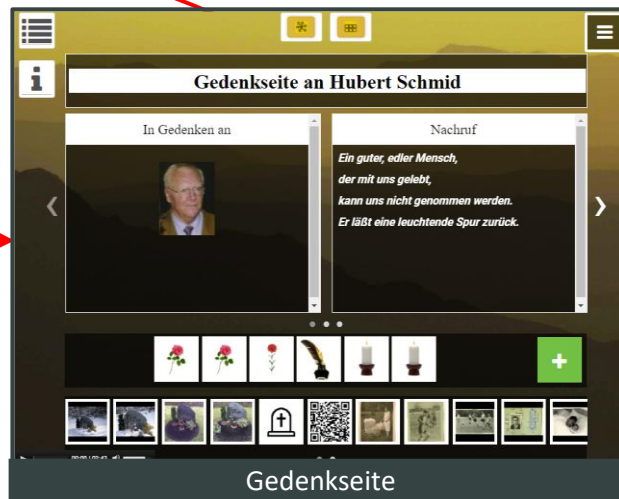 Gedenkseite an Hubert Schmid
In Gedenken an
Nachruf
Ein guter, edler Mensch,
der mit uns gelebt,
kann uns nicht genommen werden.
Er läßt eine leuchtende Spur zurück.
Gedenkseite